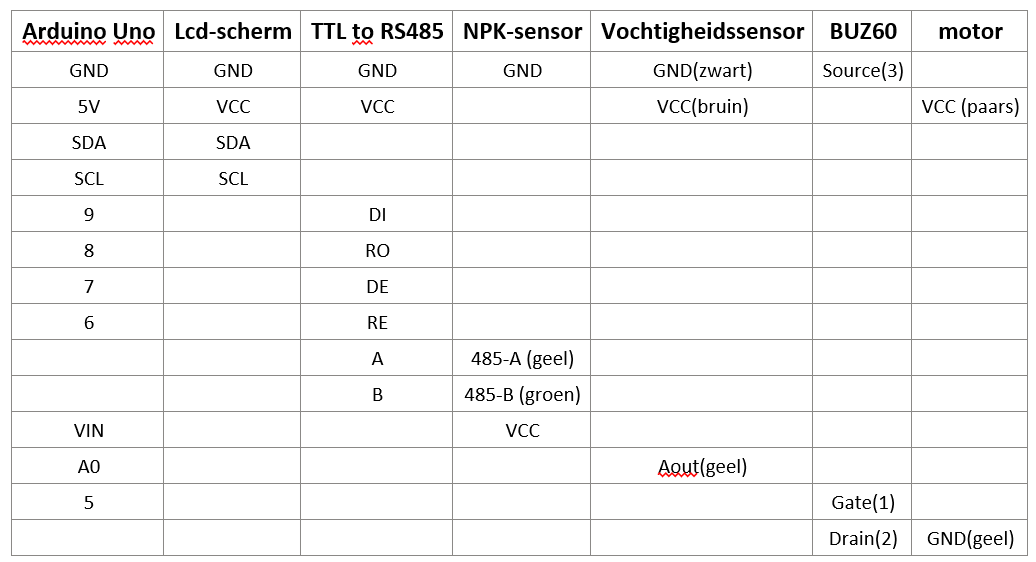 Arduino Uno Lcd-scherm TTL to RS485 NPK-sensor Vochtigheidssensor BUZ60 motor
GND GND GND GND GND(zwart) Source(3)
5V VCC VCC VCC(bruin) VCC (paars)
SDA SDA
SCL SCL
9 DI
8 RO
7 DE
6 RE
A 485-A (geel)
B 485-B (groen)
VIN VCC
A0 Aout(geel)
5 Gate(1)
Drain(2) GND(geel)